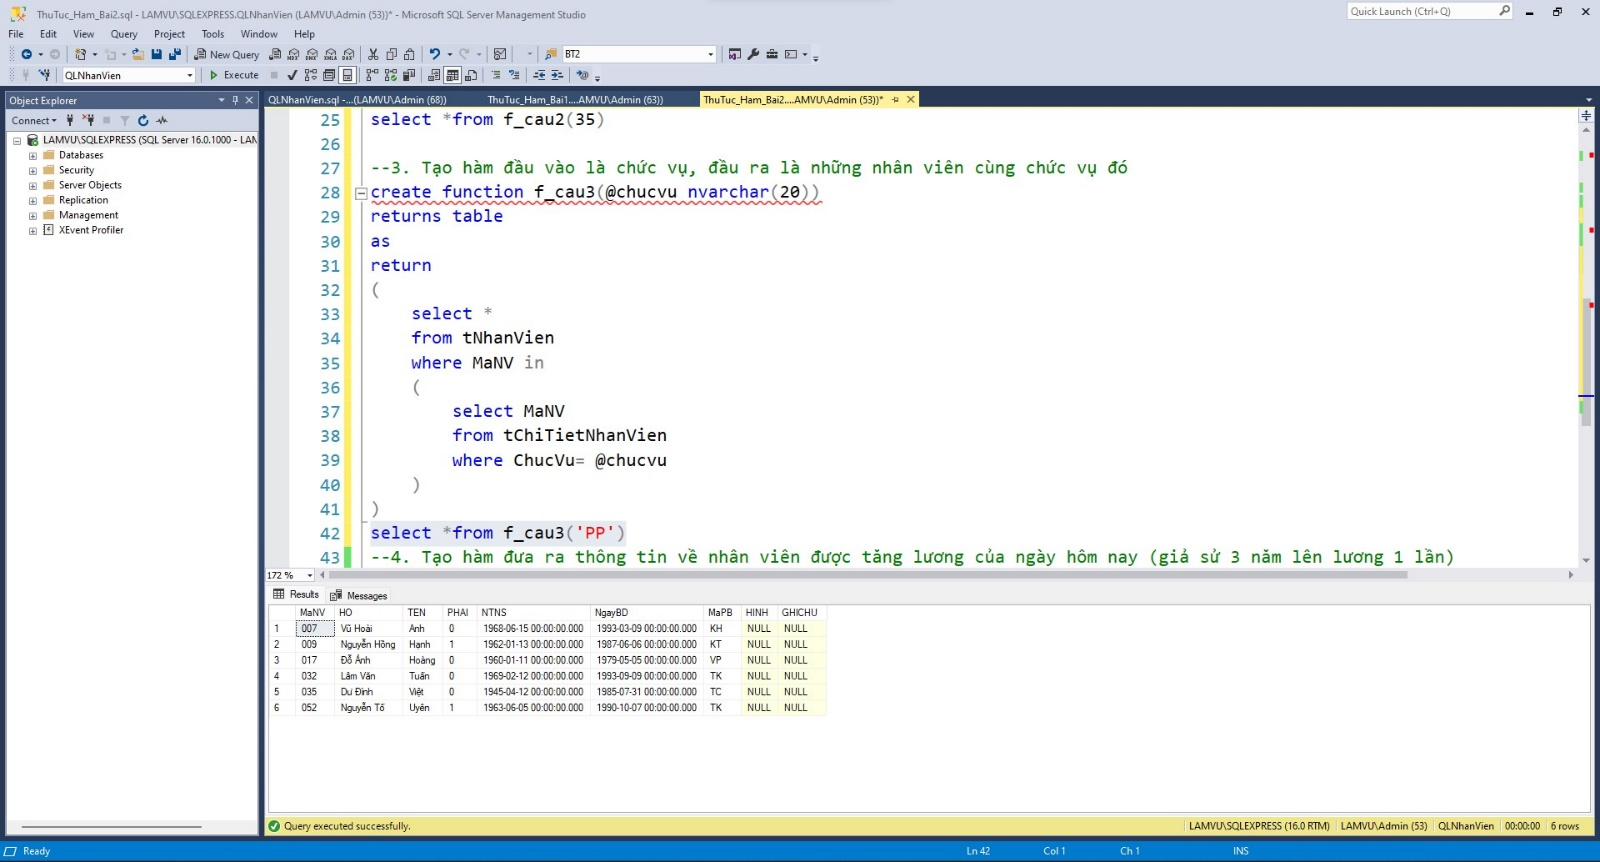 ThuTuc_Ham_Bai2.sql - LAMVU\SQLEXPRESS.QLNhanVien (LAMVU\Admin (53))* - Microsoft SQL Server Management Studio
Quick Launch (Ctrl+Q)
File Edit View Query Project Tools Window Help
New Query
BT2
QLNhanVien
Execute
Object Explorer
QLNhanVien.sql -...(LAMVU\Admin (68)) ThuTuc_Ham_Bai1....AMVU\Admin (63)) ThuTuc_Ham_Bai2....AMVU\Admin (53))*
Connect
LAMVU\SQLEXPRESS (SQL Server 16.0.1000 - LAN
Databases
Security
Server Objects
Replication
Management
XEvent Profiler
25 select *from f_cau2(35)
26
27 --3. Tạo hàm đầu vào là chức vụ, đầu ra là những nhân viên cùng chức vụ đó
28 create function f_cau3(@chucvu nvarchar(20))
29 returns table
30 as
31 return
32 (
33 select *
34 from tNhanVien
35 where MaNV in
36 (
37 select MaNV
38 from tChiTietNhanVien
39 where ChucVu= @chucvu
40 )
41 )
42 select *from f_cau3('PP')
43 --4. Tạo hàm đưa ra thông tin về nhân viên được tăng lương của ngày hôm nay (giả sử 3 năm lên lương 1 lần)
172 %
Results Messages
MaNV HO TEN PHAI NTNS NgayBD MaPB HINH GHICHU
1 007 Vũ Hoài Anh 0 1968-06-15 00:00:00.000 1993-03-09 00:00:00.000 KH NULL NULL
2 009 Nguyễn Hồng Hạnh 1 1962-01-13 00:00:00.000 1987-06-06 00:00:00.000 KT NULL NULL
3 017 Đỗ Ánh Hoàng 0 1960-01-11 00:00:00.000 1979-05-05 00:00:00.000 VP NULL NULL
4 032 Lâm Văn Tuấn 0 1969-02-12 00:00:00.000 1993-09-09 00:00:00.000 TK NULL NULL
5 035 Dư Đình Việt 0 1945-04-12 00:00:00.000 1985-07-31 00:00:00.000 TC NULL NULL
6 052 Nguyễn Tố Uyên 1 1963-06-05 00:00:00.000 1990-10-07 00:00:00.000 TK NULL NULL
Query executed successfully. LAMVU\SQLEXPRESS (16.0 RTM) LAMVU\Admin (53) QLNhanVien 00:00:00 6 rows
Ready Ln 42 Col 1 Ch 1 INS